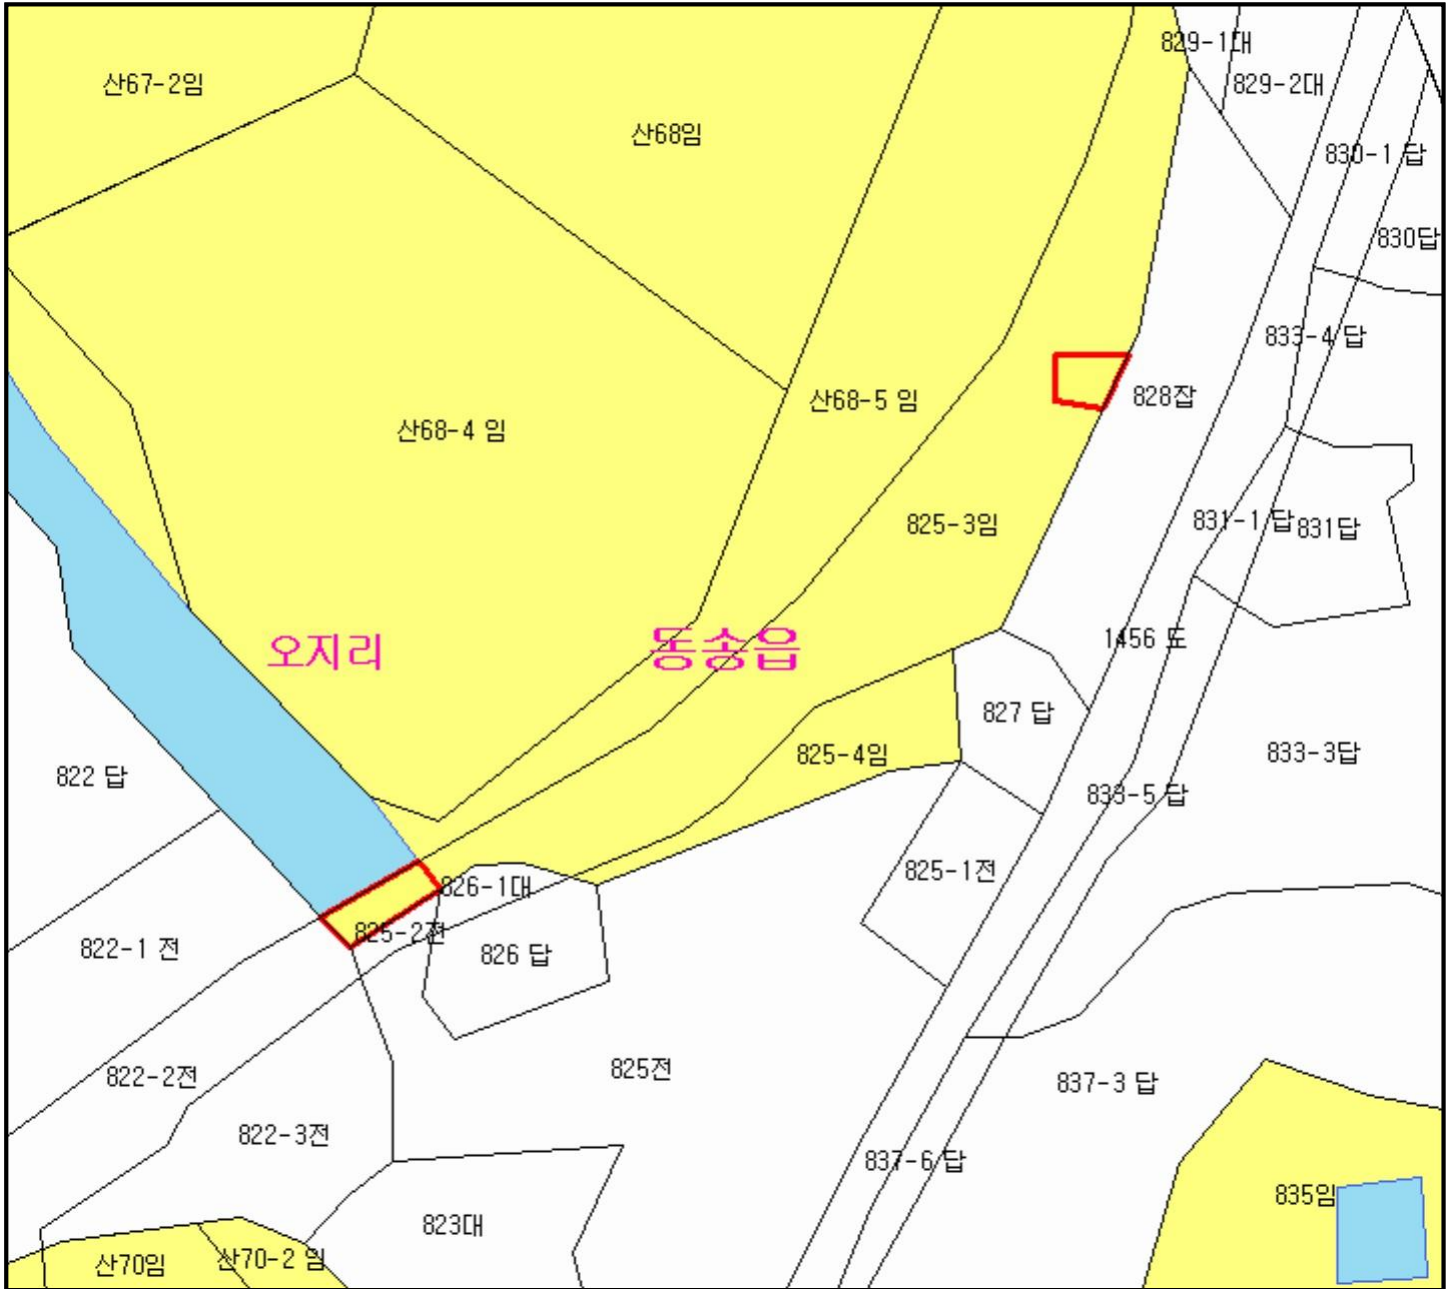 829-1대
산67-2임
829-2대
산68임
830-1 답
830답
833-4 답
828잡
산68-5 임
산68-4 임
825-3임
831-1 답
831답
1456 도
오지리
동송읍
827 답
825-4임
833-3답
822 답
833-5 답
825-1전
826-1대
825-2전
822-1 전
826 답
825전
822-2전
837-3 답
822-3전
837-6 답
835임
823대
산70임
산70-2 임